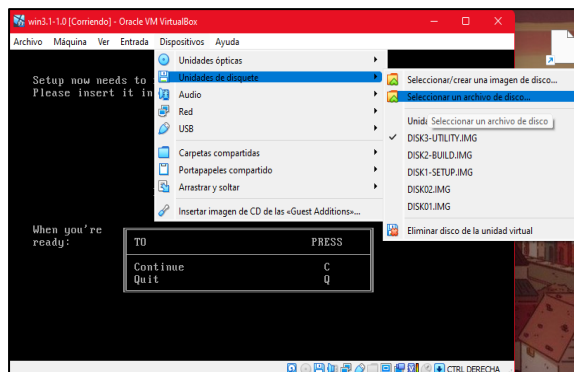 win3.1-1.0 [Corriendo] - Oracle VM VirtualBox
Archivo Máquina Ver Entrada Dispositivos Ayuda
Setup now needs to
Please insert it in
Unidades ópticas
Unidades de disquete
Audio
Red
USB
Carpetas compartidas
Portapapeles compartido
Arrastrar y soltar
Insertar imagen de CD de las «Guest Additions»...
Seleccionar/crear una imagen de disco...
Seleccionar un archivo de disco...
Seleccionar un archivo de disco
DISK3-UTILITY.IMG
DISK2-BUILD.IMG
DISK1-SETUP.IMG
DISK02.IMG
DISK01.IMG
Eliminar disco de la unidad virtual
When you're
ready:
TO PRESS
Continue C
Quit Q
CTRL DERECHA